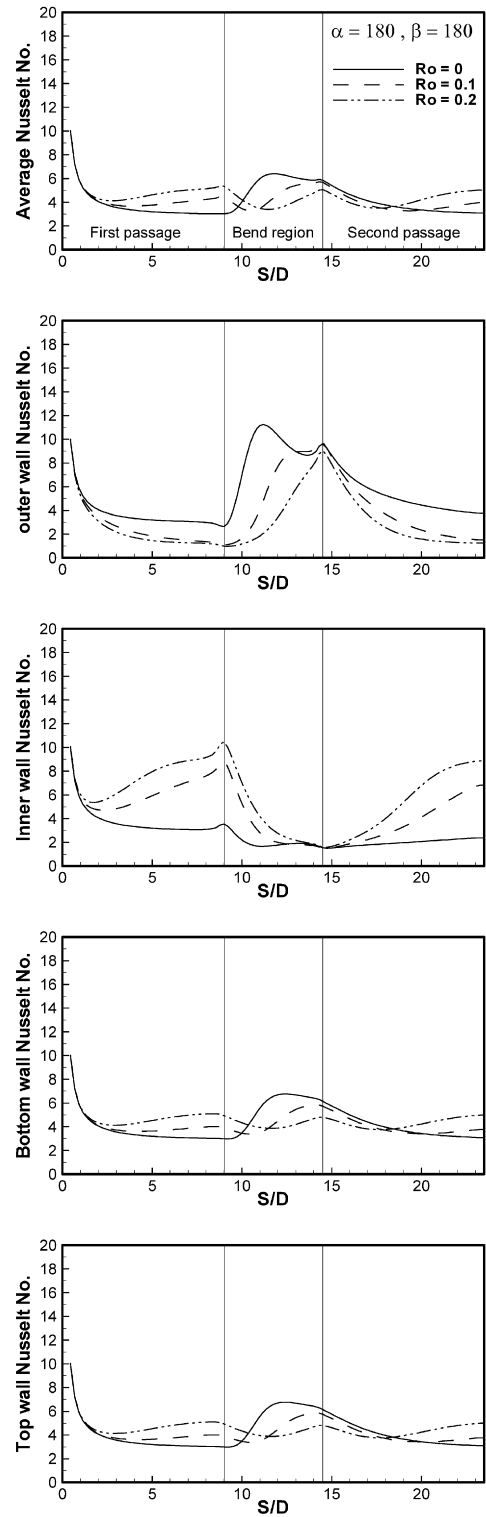 α = 180 , β = 180
Ro = 0
Ro = 0.1
Ro = 0.2
Average Nusselt No.
20
18
16
14
12
10
8
6
4
2
0
First passage
Bend region
Second passage
0 5 10 15 20
S/D
outer wall Nusselt No.
20
18
16
14
12
10
8
6
4
2
0
0 5 10 15 20
S/D
Inner wall Nusselt No.
20
18
16
14
12
10
8
6
4
2
0
0 5 10 15 20
S/D
Bottom wall Nusselt No.
20
18
16
14
12
10
8
6
4
2
0
0 5 10 15 20
S/D
Top wall Nusselt No.
20
18
16
14
12
10
8
6
4
2
0
0 5 10 15 20
S/D